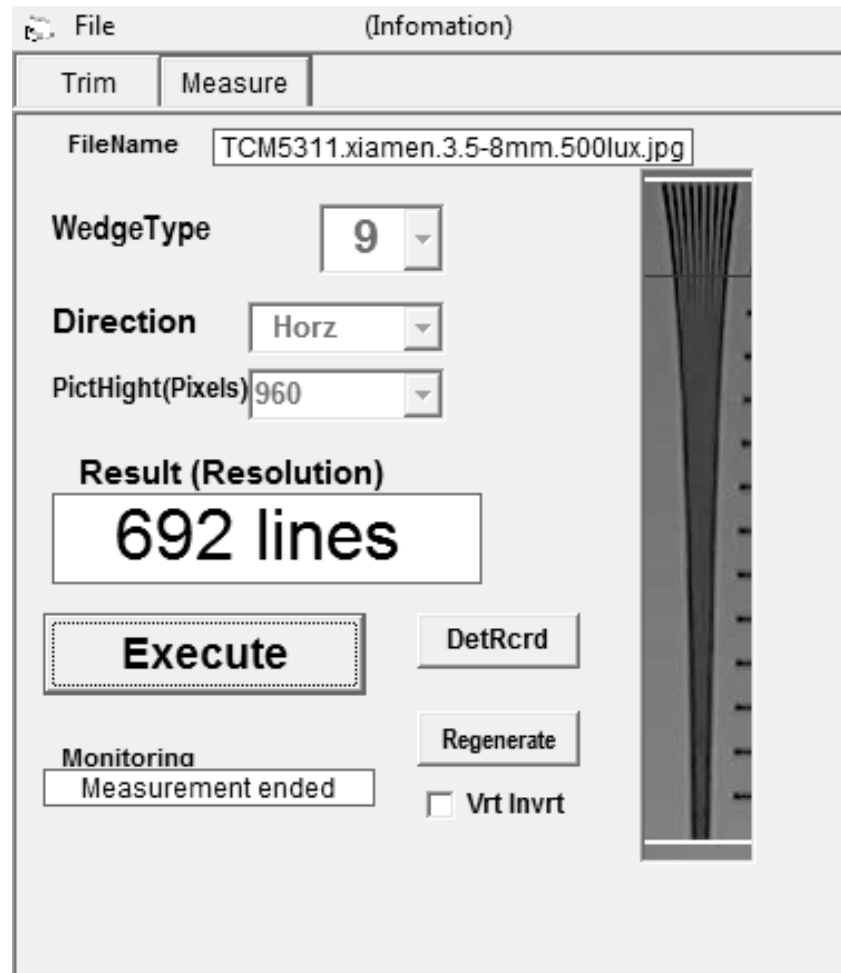 File (Infomation)
Trim Measure
FileName TCM5311.xiamen.3.5-8mm.500lux.jpg
WedgeType 9
Direction Horz
PictHight(Pixels) 960
Result (Resolution)
692 lines
Execute DetRcrd
Regenerate
Monitoring
Measurement ended
Vrt Invrt